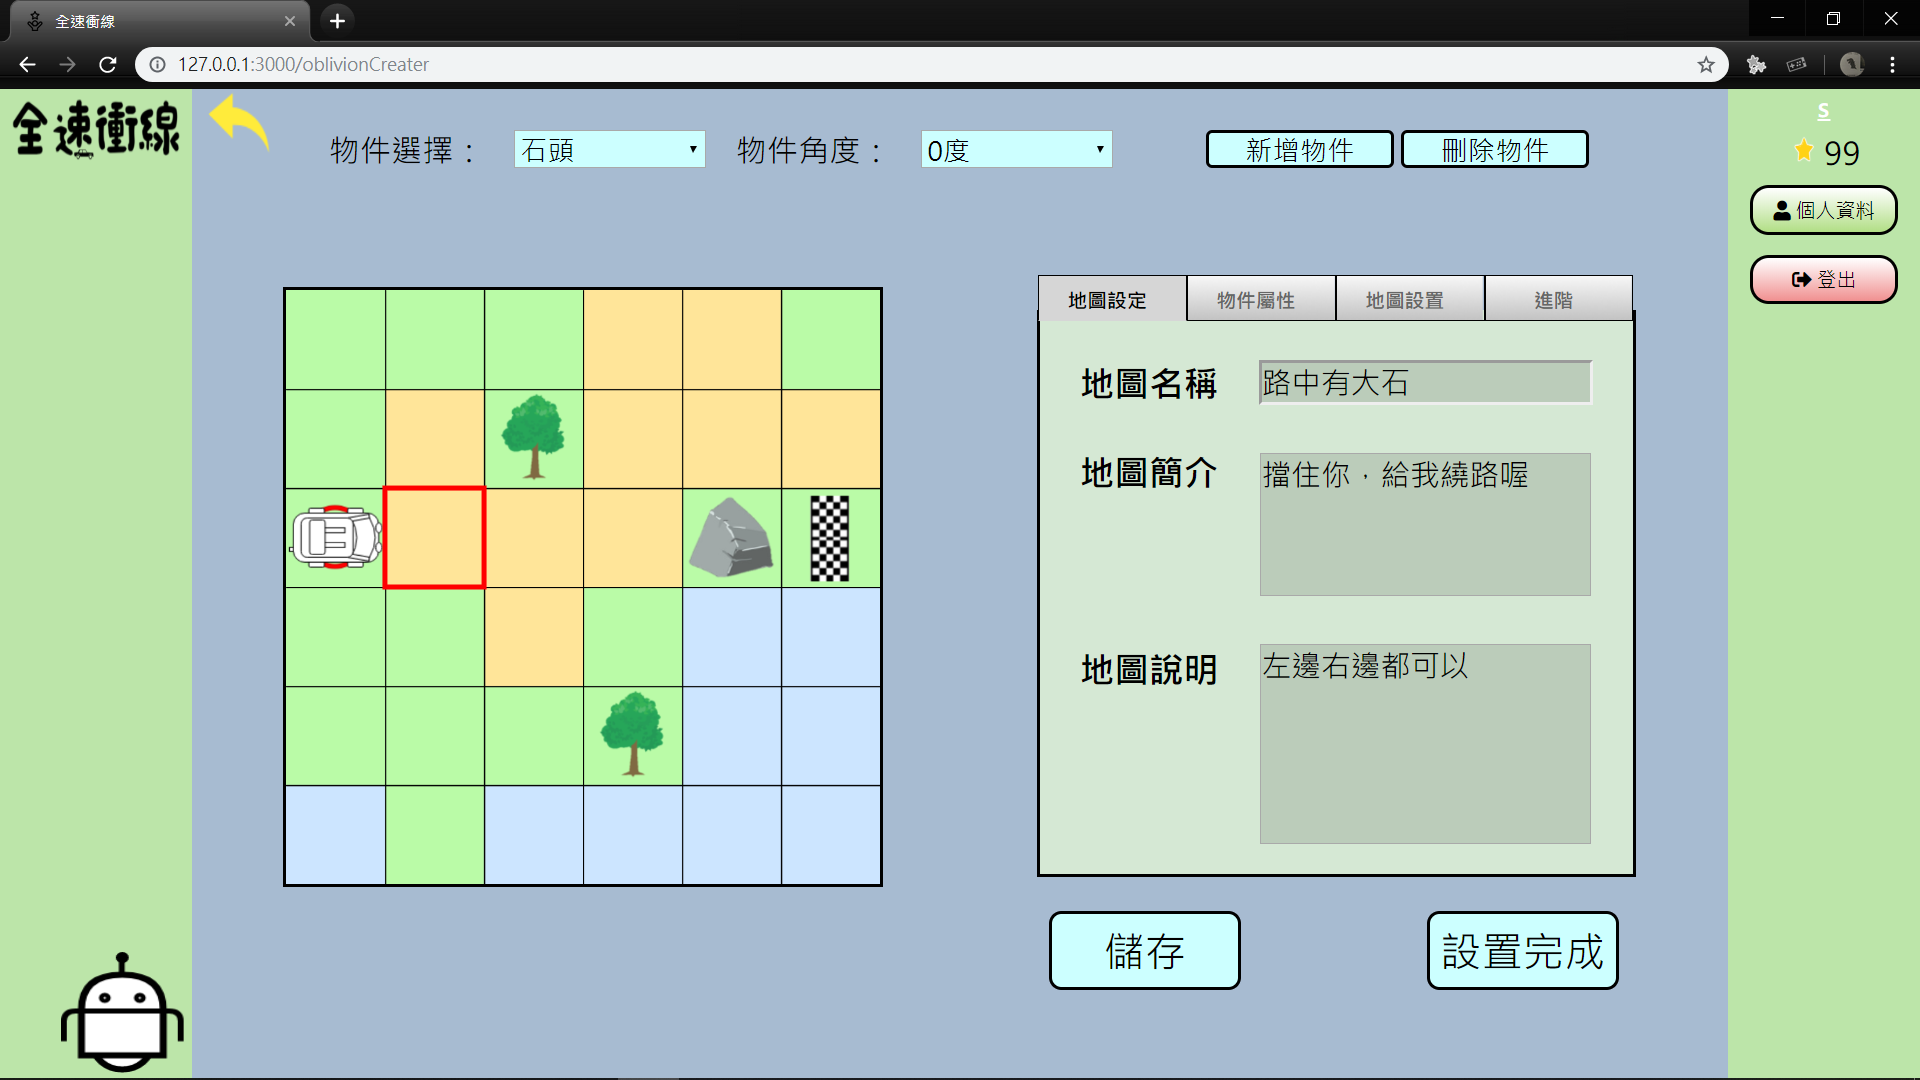 全速衝線
127.0.0.1:3000/oblivionCreater
全速衝線
物件選擇：
石頭
物件角度：
0度
新增物件
刪除物件
S
99
個人資料
登出
地圖設定
物件屬性
地圖設置
進階
地圖名稱
路中有大石
地圖簡介
擋住你，給我繞路喔
地圖說明
左邊右邊都可以
儲存
設置完成